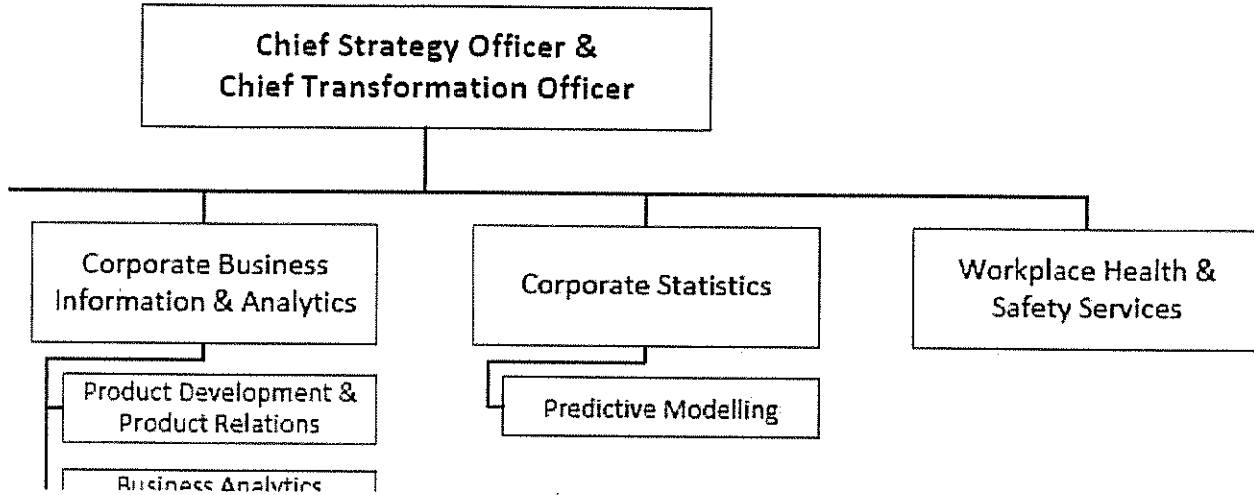 Chief Strategy Officer &
Chief Transformation Officer
Corporate Business
Information & Analytics
Corporate Statistics
Workplace Health &
Safety Services
Product Development &
Product Relations
Predictive Modelling
Business Analytics